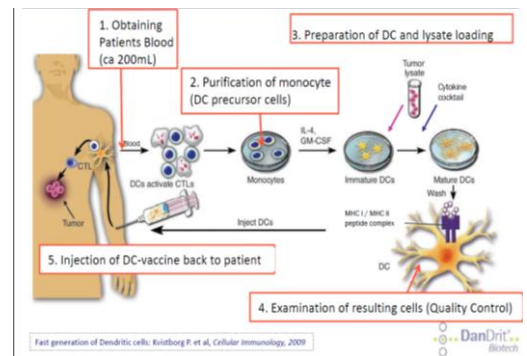 1. Obtaining
Patients Blood
(ca 200mL)
3. Preparation of DC and lysate loading
2. Purification of monocyte
(DC precursor cells)
Tumor
lysate
Cytokine
cocktail
Blood
IL-4,
GM-CSF
CTL
DCs activate CTLs
Monocytes
Immature DCs
Mature DCs
Wash
Tumor
Inject DCs
MHC I / MHC II
peptide complex
DC
5. Injection of DC-vaccine back to patient
4. Examination of resulting cells (Quality Control)
Fast generation of Dendritic cells: Kvistborg P. et al, Cellular Immunology, 2009
DanDrit
Biotech